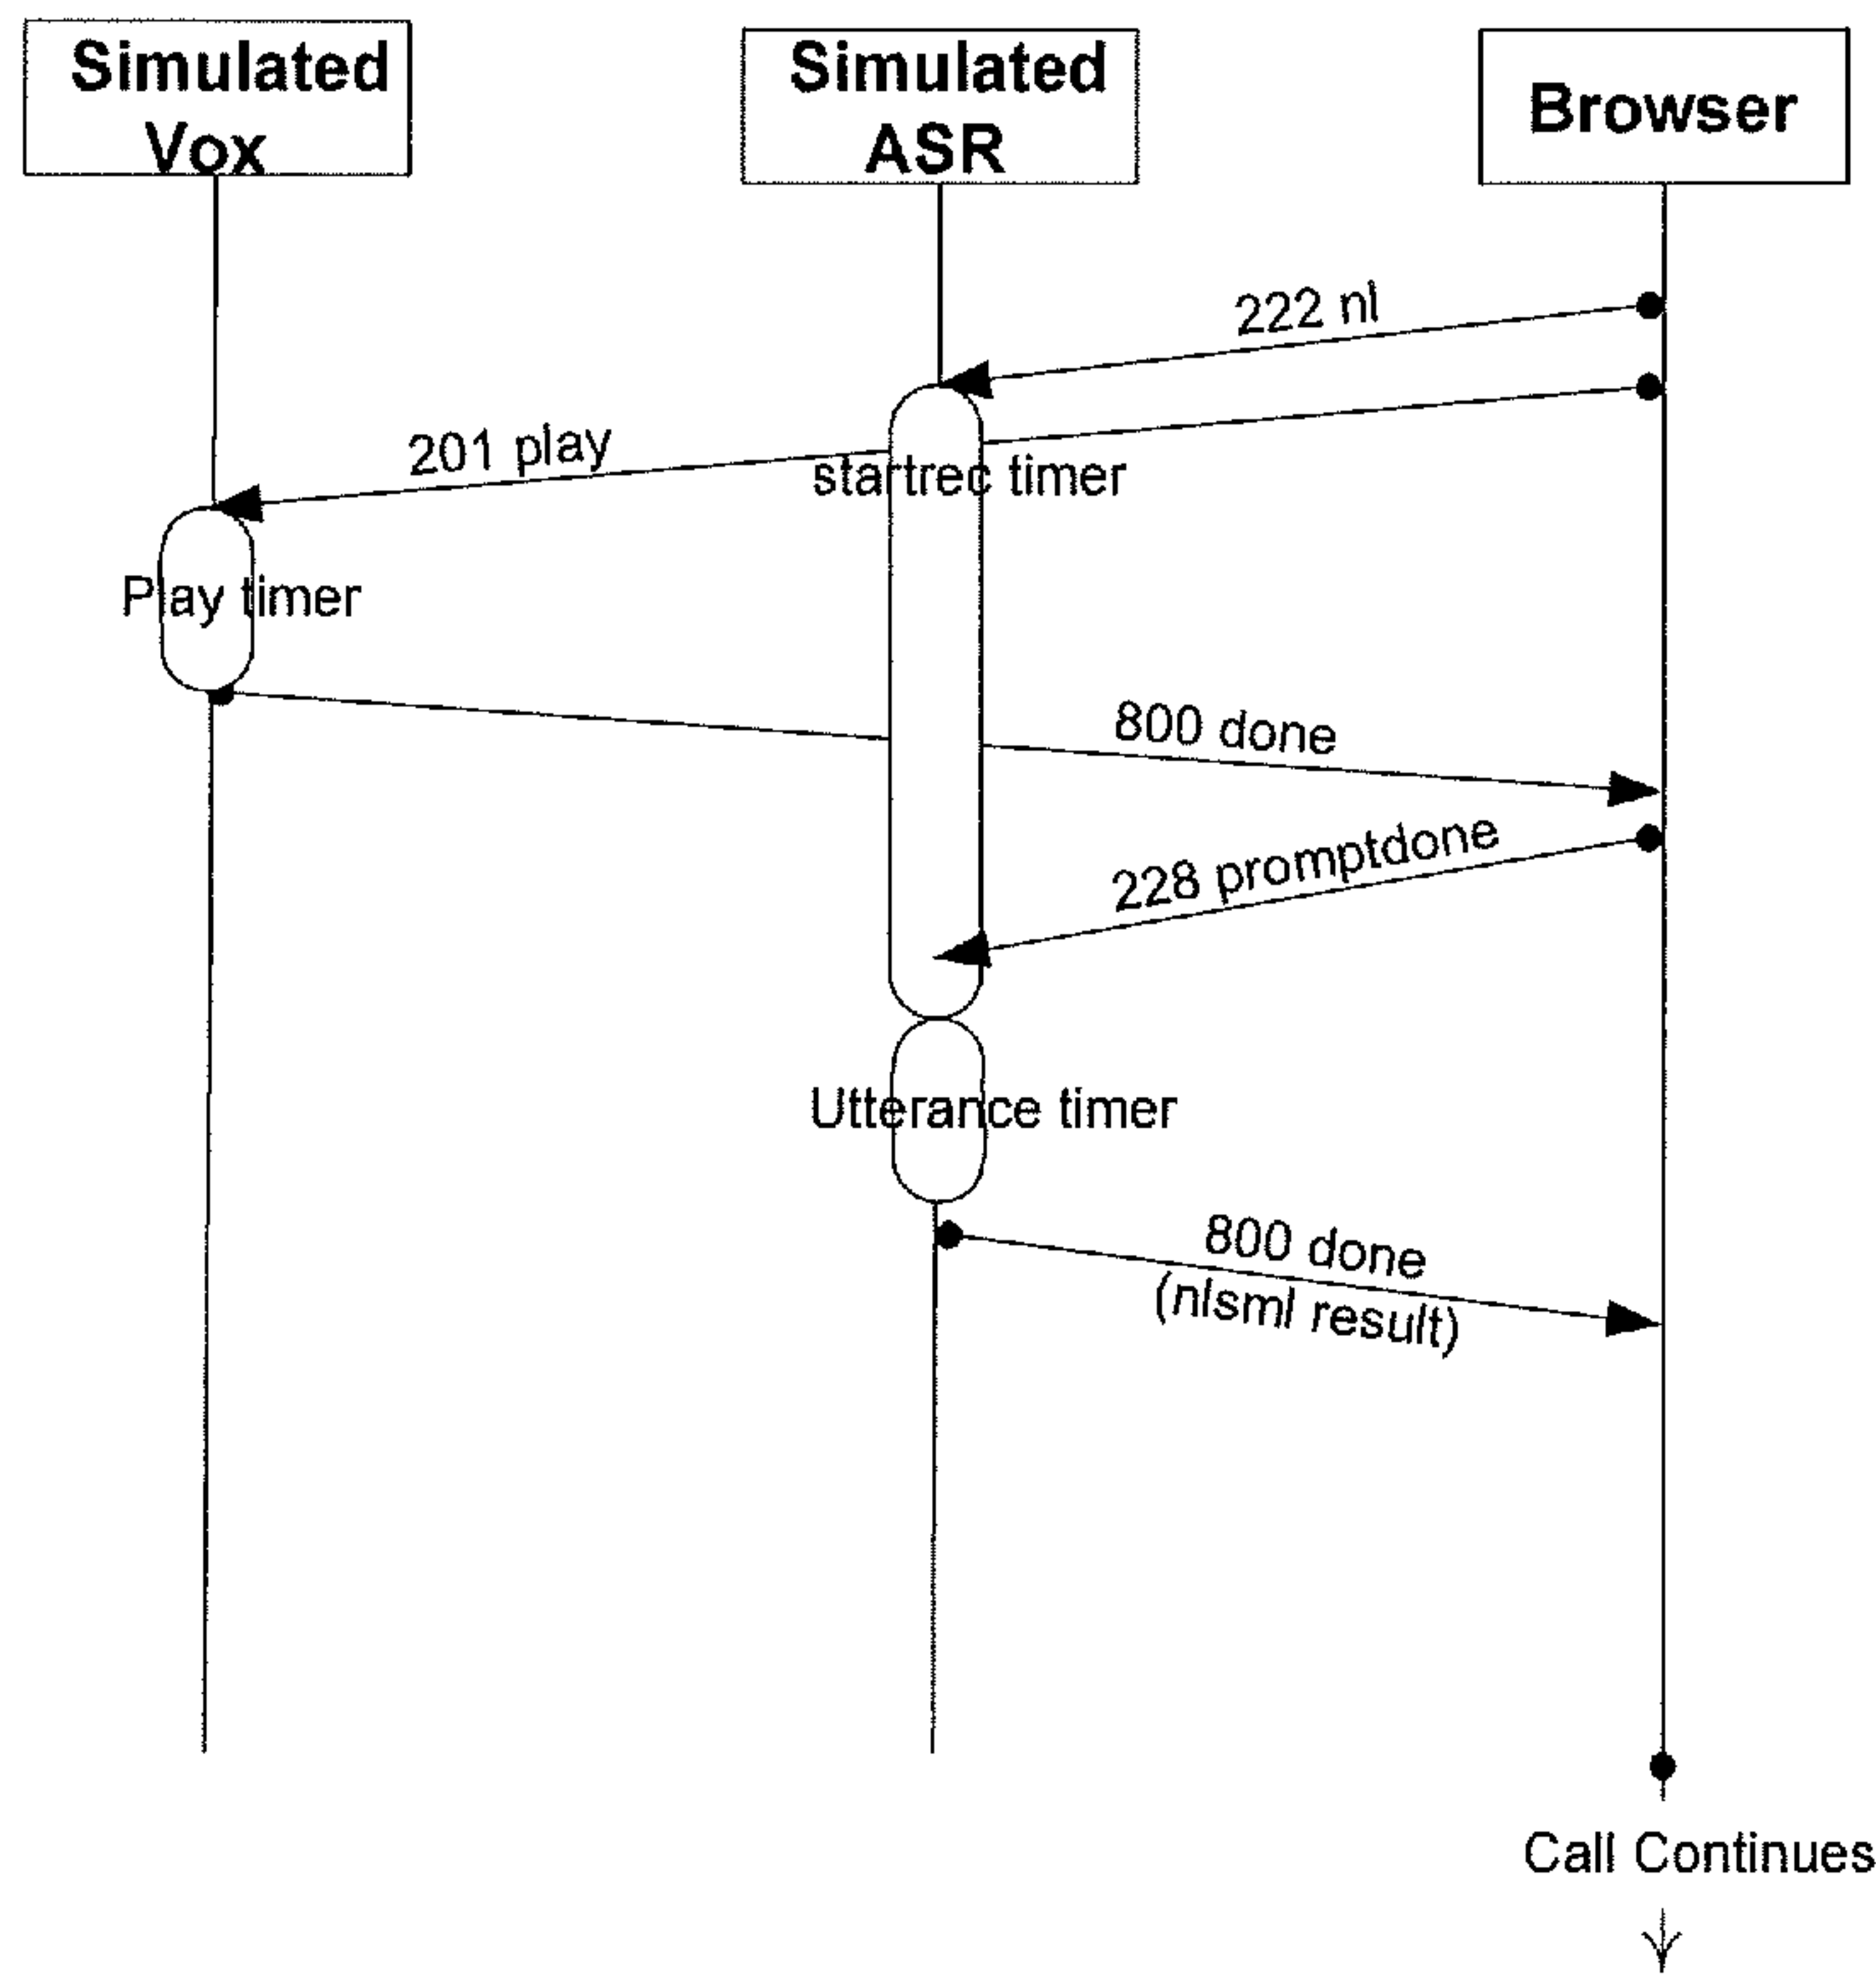 Simulated
Vox
Simulated
ASR
Browser
222 nl
201 play
startrec timer
Play timer
800 done
228 promptdone
Utterance timer
800 done
(nlsml result)
Call Continues